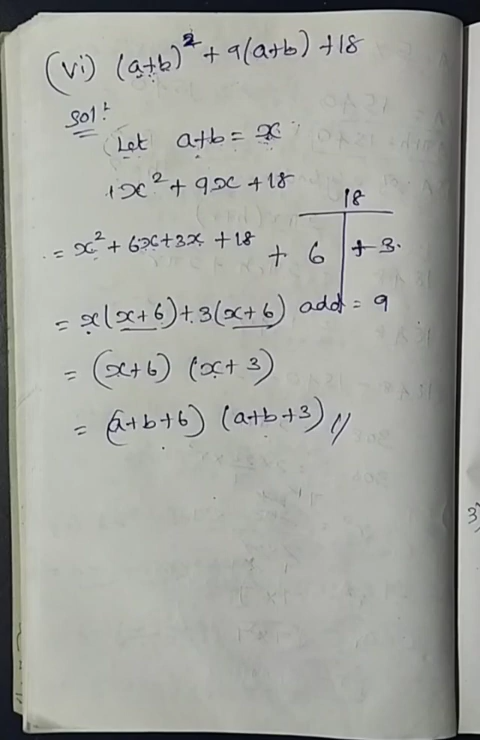 (vi) (a+b)² + 9(a+b) + 18
Sol:
Let a+b = x
x² + 9x + 18
18
= x² + 6x + 3x + 18
+ 6 + 3
= x(x+6) + 3(x+6) add = 9
= (x+6) (x+3)
= (a+b+6) (a+b+3) //
3)